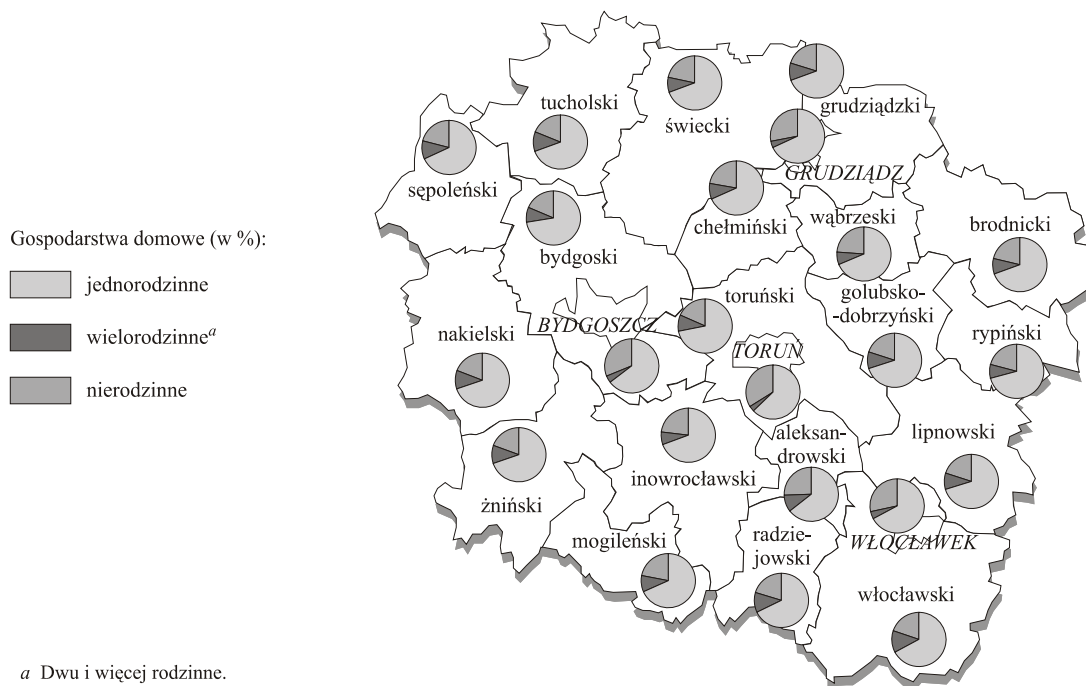 Gospodarstwa domowe (w %):
jednorodzinne
wielorodzinneᵃ
nierodzinne
tucholski
świecki
grudziądzki
sępoleński
GRUDZIĄDZ
chełmiński
wąbrzeski
brodnicki
bydgoski
toruński
golubsko-
-dobrzyński
nakielski
BYDGOSZCZ
TORUŃ
rypiński
aleksan-
drowski
lipnowski
inowrocławski
żniński
mogileński
radzie-
jowski
WŁOCŁAWEK
włocławski
a Dwu i więcej rodzinne.